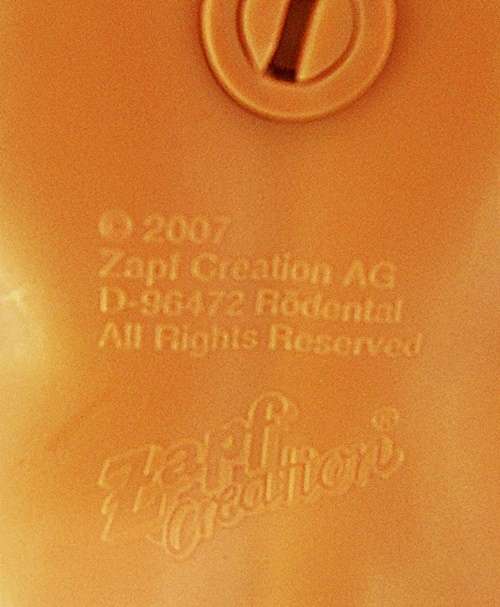 © 2007
Zapf Creation AG
D-96472 Rödental
All Rights Reserved
Zapf
Creation®